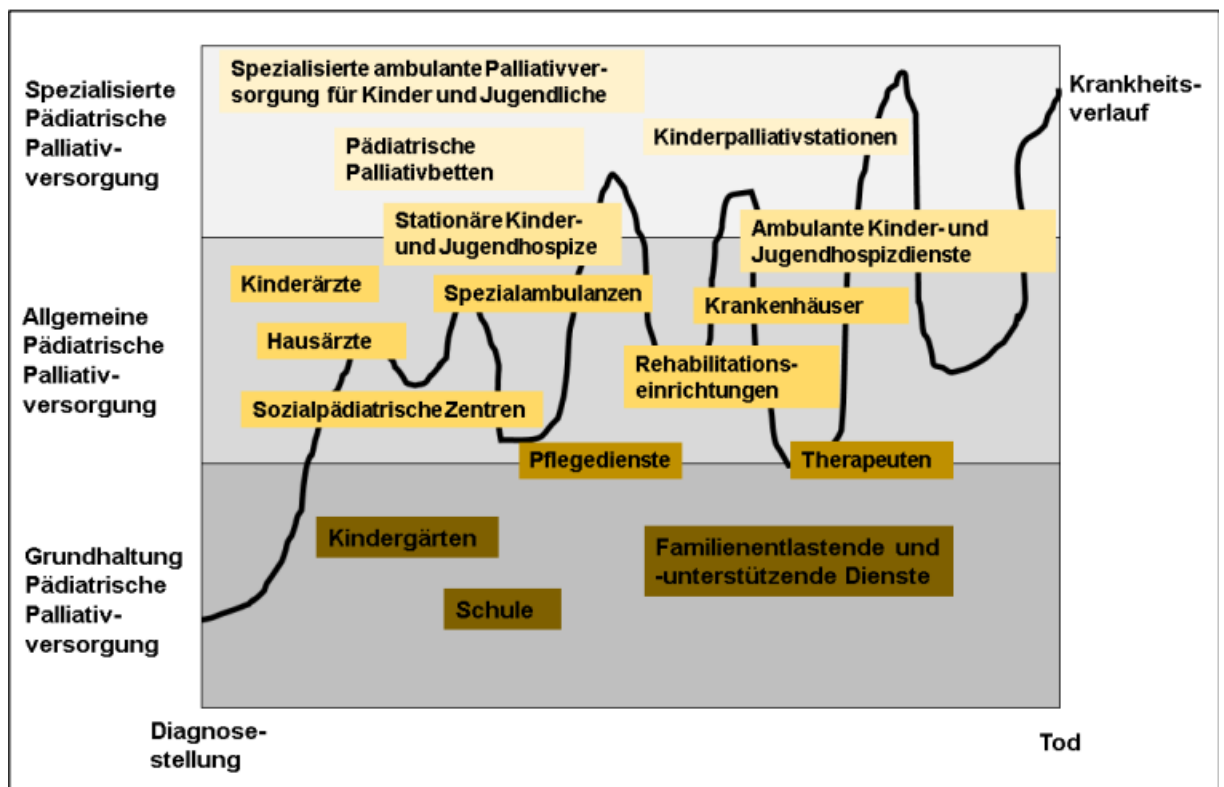 Spezialisierte
Pädiatrische
Palliativ-
versorgung
Spezialisierte ambulante Palliativver-
sorgung für Kinder und Jugendliche
Krankheits-
verlauf
Kinderpalliativstationen
Pädiatrische
Palliativbetten
Stationäre Kinder-
und Jugendhospize
Ambulante Kinder- und
Jugendhospizdienste
Allgemeine
Pädiatrische
Palliativ-
versorgung
Kinderärzte
Spezialambulanzen
Krankenhäuser
Hausärzte
Rehabilitations-
einrichtungen
Sozialpädiatrische Zentren
Pflegedienste
Therapeuten
Grundhaltung
Pädiatrische
Palliativ-
versorgung
Kindergärten
Familienentlastende und
-unterstützende Dienste
Schule
Diagnose-
stellung
Tod